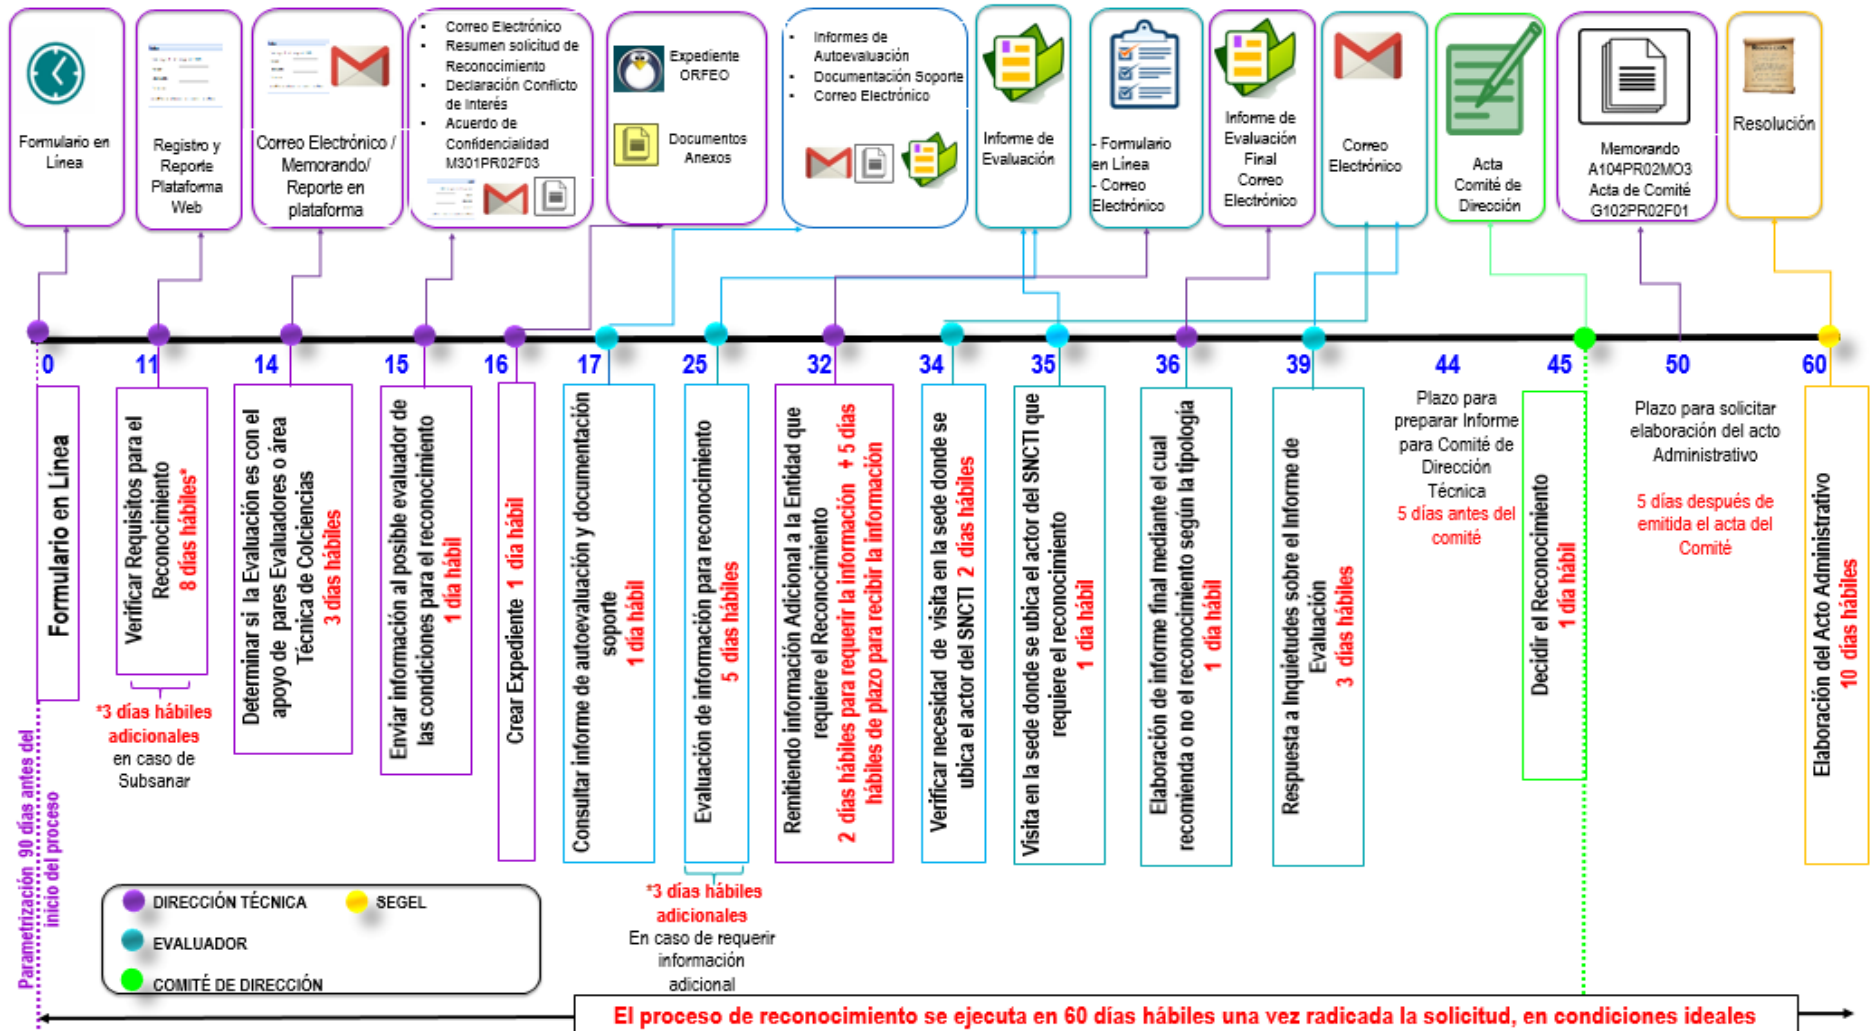 Formulario en
Línea
Registro y
Reporte
Plataforma
Web
Correo Electrónico /
Memorando/
Reporte en
plataforma
▪ Correo Electrónico
▪ Resumen solicitud de
Reconocimiento
▪ Declaración Conflicto
de Interés
▪ Acuerdo de
Confidencialidad
M301PR02F03
Expediente
ORFEO
Documentos
Anexos
▪ Informes de
Autoevaluación
▪ Documentación Soporte
▪ Correo Electrónico
Informe de
Evaluación
- Formulario
en Línea
- Correo
Electrónico
Informe de
Evaluación
Final
Correo
Electrónico
Correo
Electrónico
Acta
Comité de
Dirección
Memorando
A104PR02MO3
Acta de Comité
G102PR02F01
Resolución
0 11 14 15 16 17 25 32 34 35 36 39 44 45 50 60
Formulario en Línea
Verificar Requisitos para el
Reconocimiento
8 días hábiles*
*3 días hábiles
adicionales
en caso de
Subsanar
Determinar si la Evaluación es con el
apoyo de pares Evaluadores o área
Técnica de Colciencias
3 días hábiles
Enviar información al posible evaluador de
las condiciones para el reconocimiento
1 día hábil
Crear Expediente 1 día hábil
Consultar informe de autoevaluación y documentación
soporte
1 día hábil
Evaluación de información para reconocimiento
5 días hábiles
*3 días hábiles
adicionales
En caso de requerir
información
adicional
Remitiendo información Adicional a la Entidad que
requiere el Reconocimiento
2 días hábiles para requerir la información + 5 días
hábiles de plazo para recibir la información
Verificar necesidad de visita en la sede donde se
ubica el actor del SNCTI 2 días hábiles
Visita en la sede donde se ubica el actor del SNCTI que
requiere el reconocimiento
1 día hábil
Elaboración de informe final mediante el cual
recomienda o no el reconocimiento según la tipología
1 día hábil
Respuesta a Inquietudes sobre el Informe de
Evaluación
3 días hábiles
Plazo para
preparar Informe
para Comité de
Dirección
Técnica
5 días antes del
comité
Decidir el Reconocimiento
1 día hábil
Plazo para solicitar
elaboración del acto
Administrativo
5 días después de
emitida el acta del
Comité
Elaboración del Acto Administrativo
10 días hábiles
Parametrización 90 días antes del
inicio del proceso
DIRECCIÓN TÉCNICA
SEGEL
EVALUADOR
COMITÉ DE DIRECCIÓN
El proceso de reconocimiento se ejecuta en 60 días hábiles una vez radicada la solicitud, en condiciones ideales